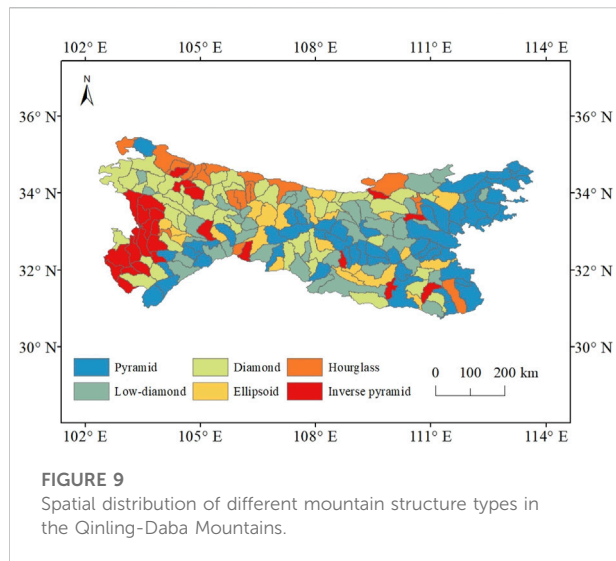 102° E 105° E 108° E 111° E 114° E
N
36° N 36° N
34° N 34° N
32° N 32° N
30° N 30° N
Pyramid Diamond Hourglass
Low-diamond Ellipsoid Inverse pyramid
0 100 200 km
102° E 105° E 108° E 111° E 114° E
FIGURE 9
Spatial distribution of different mountain structure types in
the Qinling-Daba Mountains.